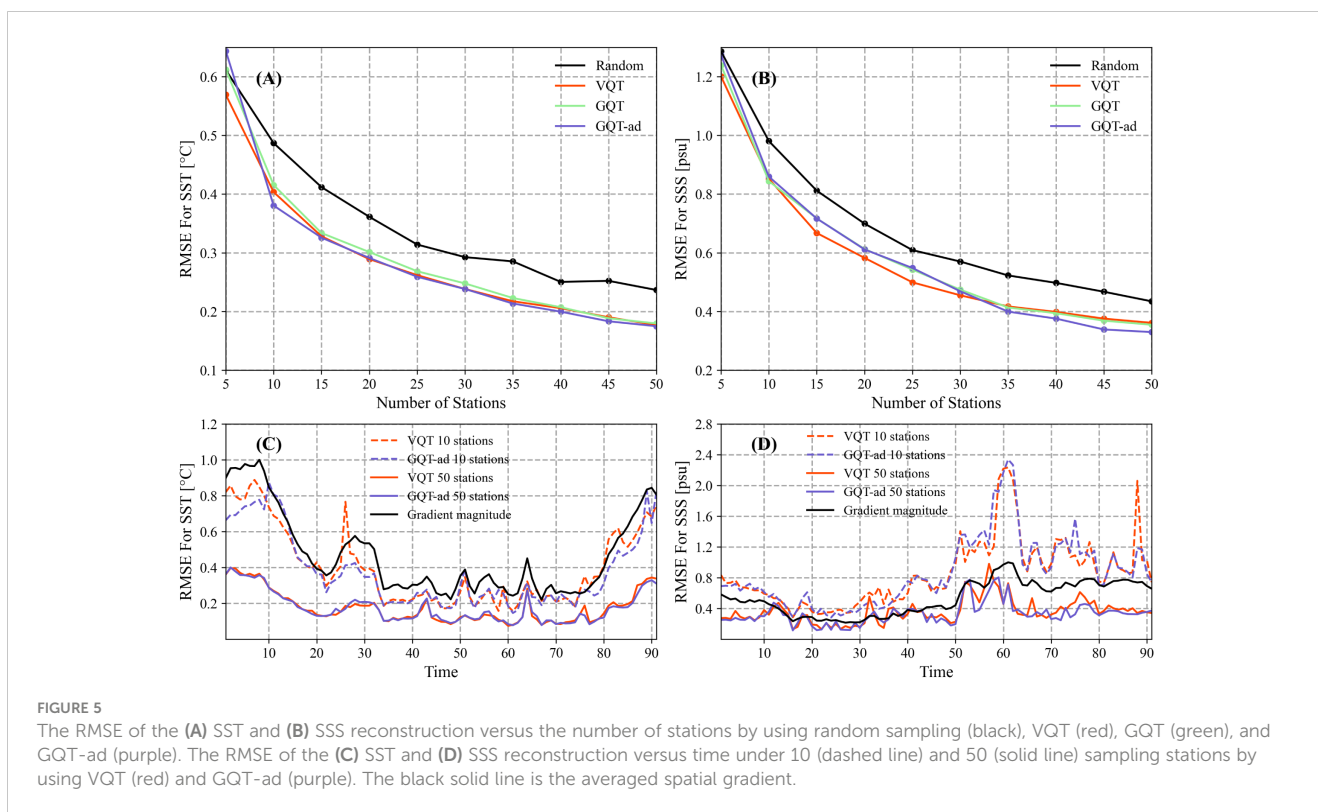 (A)
Random
VQT
GQT
GQT-ad
RMSE For SST [°C]
0.6
0.5
0.4
0.3
0.2
0.1
5 10 15 20 25 30 35 40 45 50
Number of Stations
(B)
Random
VQT
GQT
GQT-ad
RMSE For SSS [psu]
1.2
1.0
0.8
0.6
0.4
0.2
5 10 15 20 25 30 35 40 45 50
Number of Stations
(C)
VQT 10 stations
GQT-ad 10 stations
VQT 50 stations
GQT-ad 50 stations
Gradient magnitude
RMSE For SST [°C]
1.2
1.0
0.8
0.6
0.4
0.2
10 20 30 40 50 60 70 80 90
Time
(D)
VQT 10 stations
GQT-ad 10 stations
VQT 50 stations
GQT-ad 50 stations
Gradient magnitude
RMSE For SSS [psu]
2.8
2.4
2.0
1.6
1.2
0.8
0.4
10 20 30 40 50 60 70 80 90
Time
FIGURE 5
The RMSE of the (A) SST and (B) SSS reconstruction versus the number of stations by using random sampling (black), VQT (red), GQT (green), and
GQT-ad (purple). The RMSE of the (C) SST and (D) SSS reconstruction versus time under 10 (dashed line) and 50 (solid line) sampling stations by
using VQT (red) and GQT-ad (purple). The black solid line is the averaged spatial gradient.